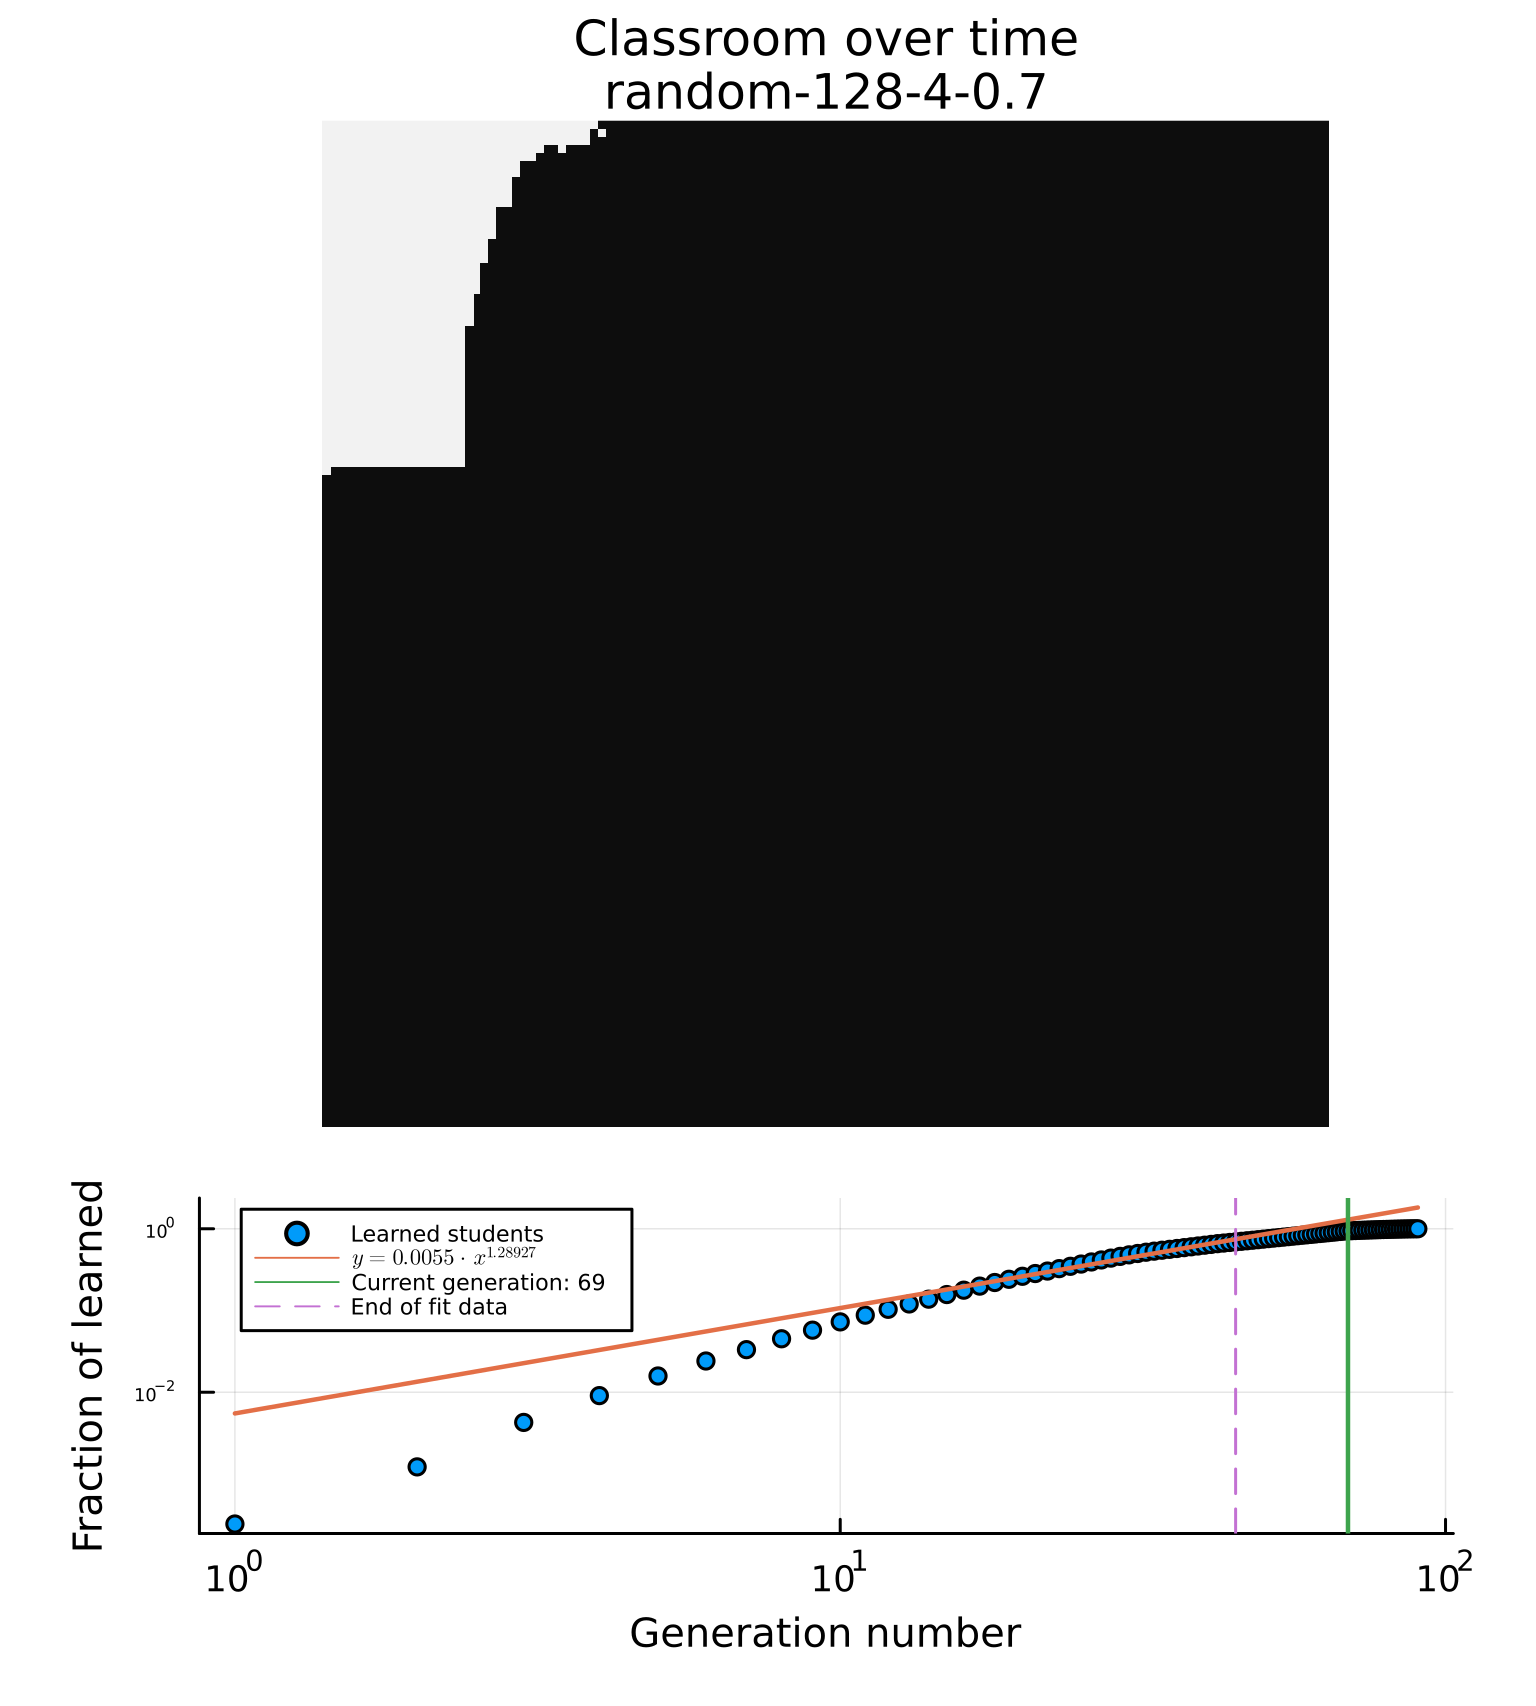 Classroom over time
random-128-4-0.7
Fraction of learned
10^0
10^-2
Learned students
y = 0.0055 · x^1.28927
Current generation: 69
End of fit data
10^0 10^1 10^2
Generation number